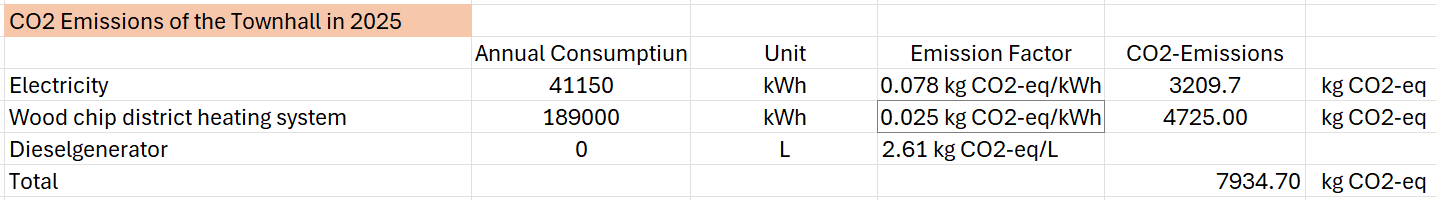 CO2 Emissions of the Townhall in 2025
Annual Consumptiun Unit Emission Factor CO2-Emissions
Electricity 41150 kWh 0.078 kg CO2-eq/kWh 3209.7 kg CO2-eq
Wood chip district heating system 189000 kWh 0.025 kg CO2-eq/kWh 4725.00 kg CO2-eq
Dieselgenerator 0 L 2.61 kg CO2-eq/L
Total 7934.70 kg CO2-eq